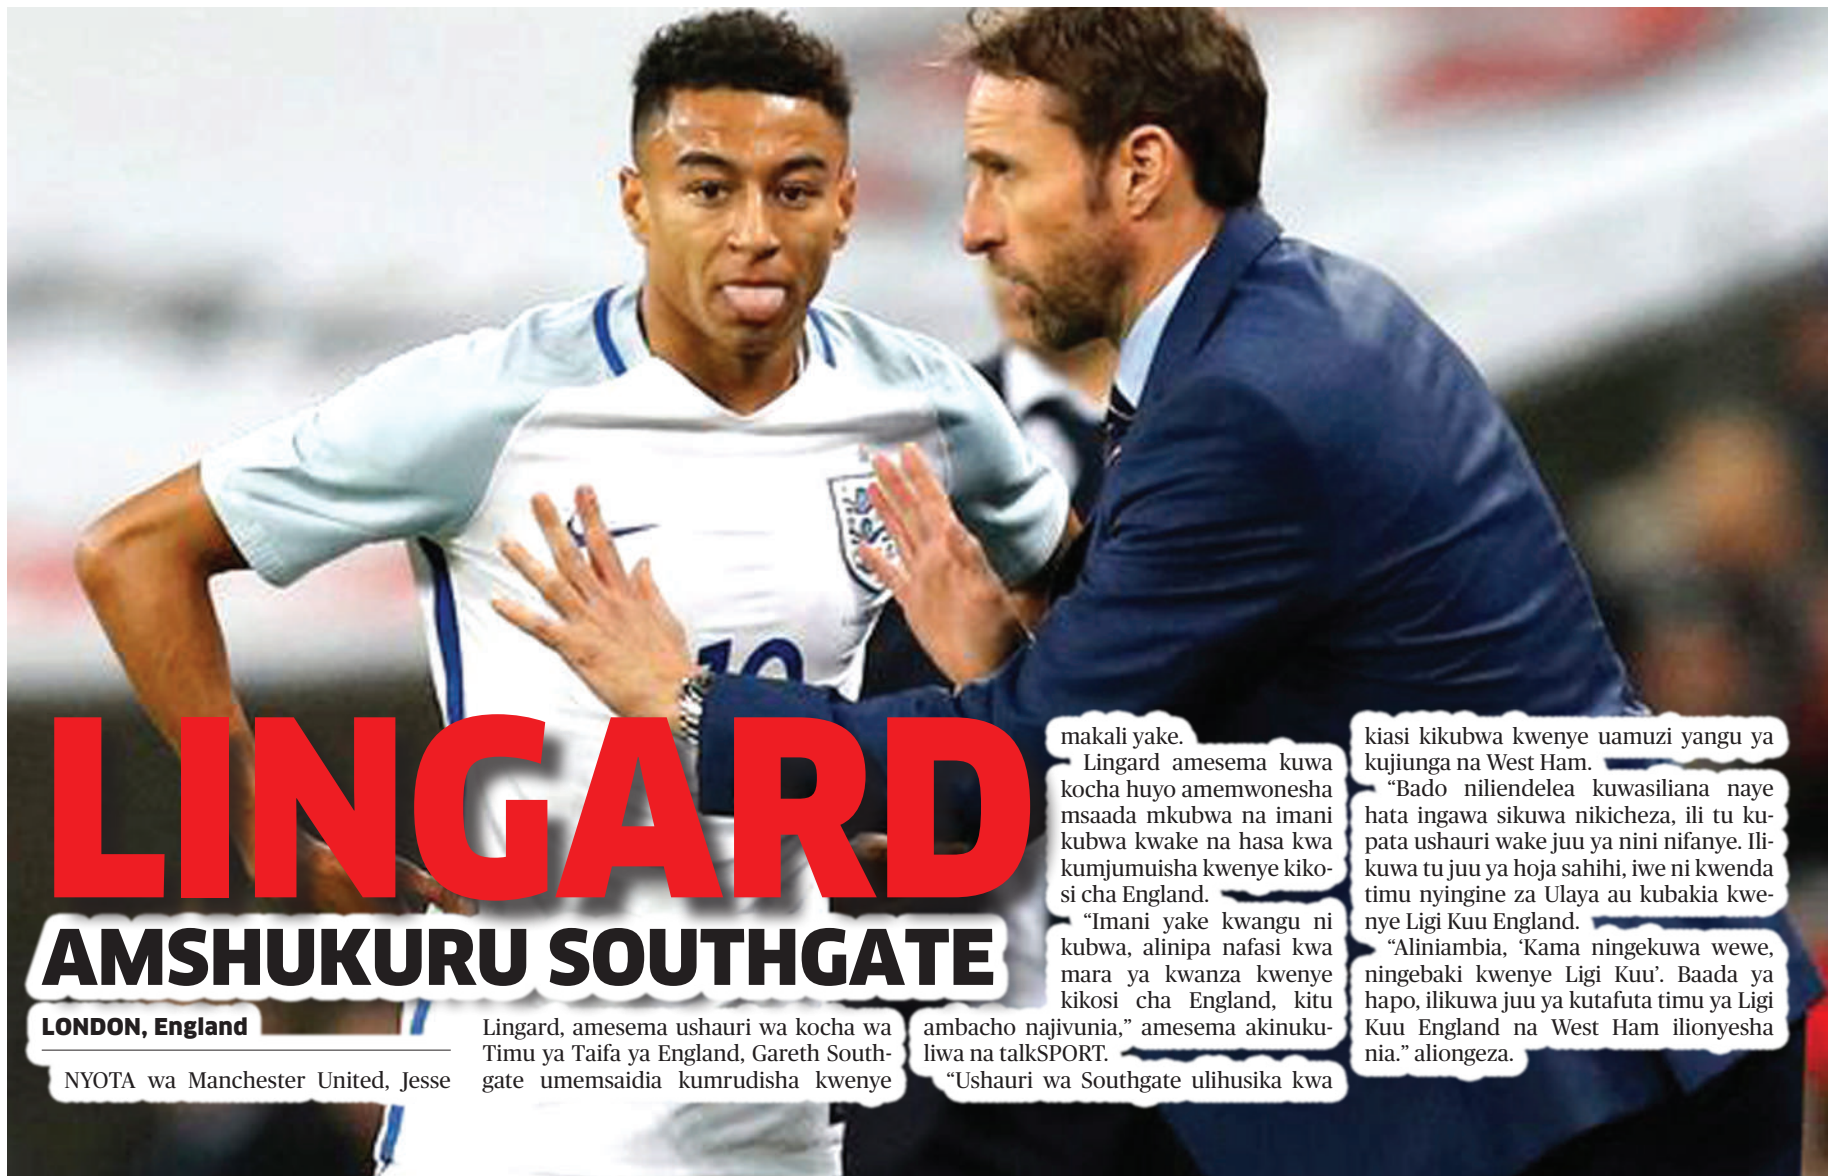 LINGARD
AMSHUKURU SOUTHGATE
LONDON, England
NYOTA wa Manchester United, Jesse
Lingard, amesema ushauri wa kocha wa
Timu ya Taifa ya England, Gareth South-
gate umemsaidia kumrudisha kwenye
makali yake.
Lingard amesema kuwa
kocha huyo amemwonesha
msaada mkubwa na imani
kubwa kwake na hasa kwa
kumjumuisha kwenye kiko-
si cha England.
“Imani yake kwangu ni
kubwa, alinipa nafasi kwa
mara ya kwanza kwenye
kikosi cha England, kitu
ambacho najivunia,” amesema akinuku-
liwa na talkSPORT.
“Ushauri wa Southgate ulihusika kwa
kiasi kikubwa kwenye uamuzi yangu ya
kujiunga na West Ham.
“Bado niliendelea kuwasiliana naye
hata ingawa sikuwa nikicheza, ili tu ku-
pata ushauri wake juu ya nini nifanye. Ili-
kuwa tu juu ya hoja sahihi, iwe ni kwenda
timu nyingine za Ulaya au kubakia kwe-
nye Ligi Kuu England.
“Aliniambia, ‘Kama ningekuwa wewe,
ningebaki kwenye Ligi Kuu’. Baada ya
hapo, ilikuwa juu ya kutafuta timu ya Ligi
Kuu England na West Ham ilionyesha
nia.” aliongeza.